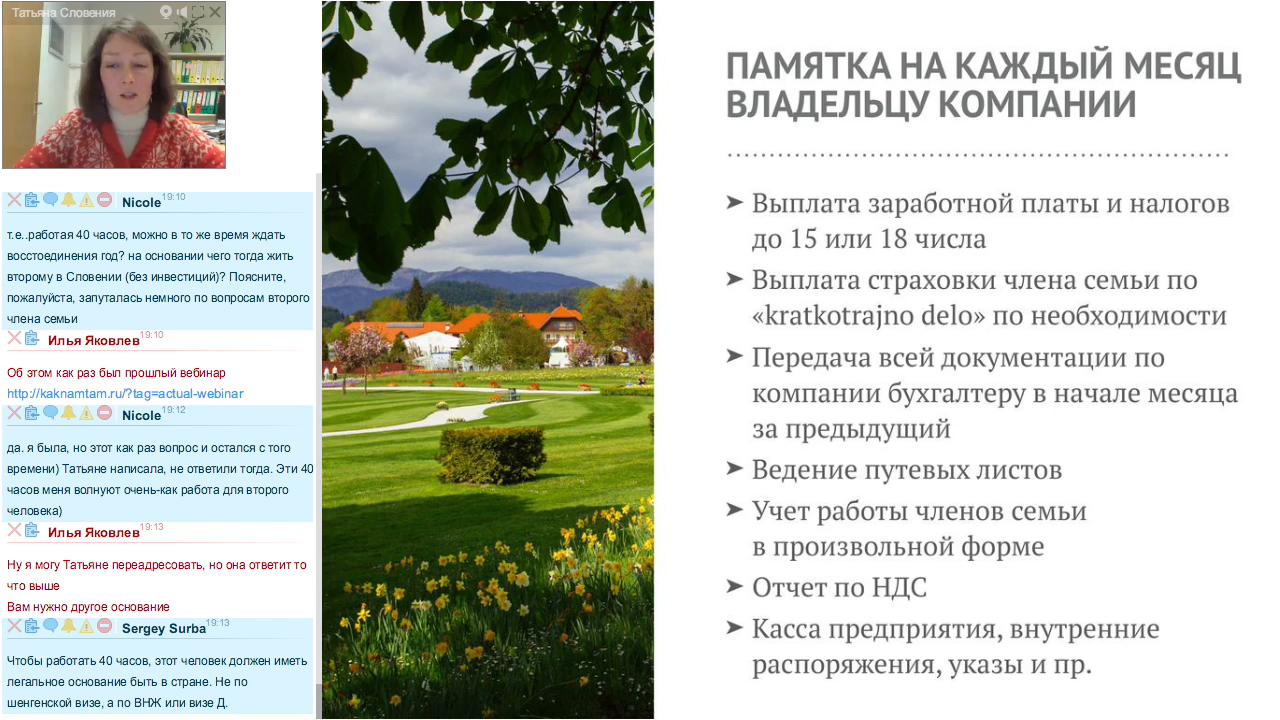 Татьяна Словения
Nicole 19:10
т.е..работая 40 часов, можно в то же время ждать
восстоединения год? на основании чего тогда жить
второму в Словении (без инвестиций)? Поясните,
пожалуйста, запуталась немного по вопросам второго
члена семьи
Илья Яковлев 19:10
Об этом как раз был прошлый вебинар
http://kaknamtam.ru/?tag=actual-webinar
Nicole 19:12
да. я была, но этот как раз вопрос и остался с того
времени) Татьяне написала, не ответили тогда. Эти 40
часов меня волнуют очень-как работа для второго
человека)
Илья Яковлев 19:13
Ну я могу Татьяне переадресовать, но она ответит то
что выше
Вам нужно другое основание
Sergey Surba 19:13
Чтобы работать 40 часов, этот человек должен иметь
легальное основание быть в стране. Не по
шенгенской визе, а по ВНЖ или визе Д.
ПАМЯТКА НА КАЖДЫЙ МЕСЯЦ
ВЛАДЕЛЬЦУ КОМПАНИИ
➤ Выплата заработной платы и налогов
до 15 или 18 числа
➤ Выплата страховки члена семьи по
«kratkotrajno delo» по необходимости
➤ Передача всей документации по
компании бухгалтеру в начале месяца
за предыдущий
➤ Ведение путевых листов
➤ Учет работы членов семьи
в произвольной форме
➤ Отчет по НДС
➤ Касса предприятия, внутренние
распоряжения, указы и пр.